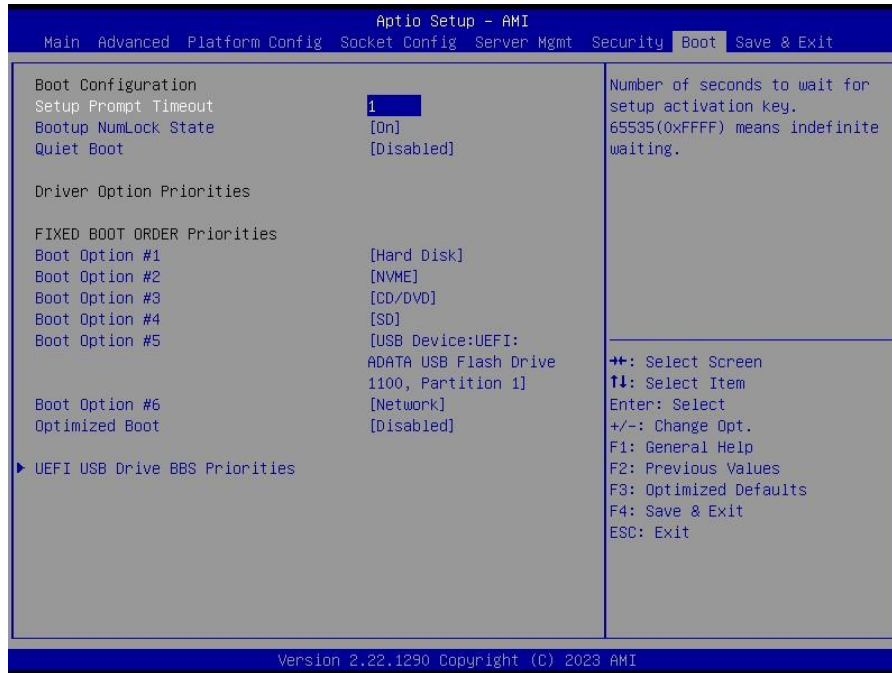 Aptio Setup - AMI
Main Advanced Platform Config Socket Config Server Mgmt Security Boot Save & Exit
Boot Configuration
Setup Prompt Timeout 1
Bootup NumLock State [On]
Quiet Boot [Disabled]
Driver Option Priorities
FIXED BOOT ORDER Priorities
Boot Option #1 [Hard Disk]
Boot Option #2 [NVME]
Boot Option #3 [CD/DVD]
Boot Option #4 [SD]
Boot Option #5 [USB Device:UEFI:
ADATA USB Flash Drive
1100, Partition 1]
Boot Option #6 [Network]
Optimized Boot [Disabled]
UEFI USB Drive BBS Priorities
Number of seconds to wait for
setup activation key.
65535(0xFFFF) means indefinite
waiting.
→←: Select Screen
↑↓: Select Item
Enter: Select
+/-: Change Opt.
F1: General Help
F2: Previous Values
F3: Optimized Defaults
F4: Save & Exit
ESC: Exit
Version 2.22.1290 Copyright (C) 2023 AMI